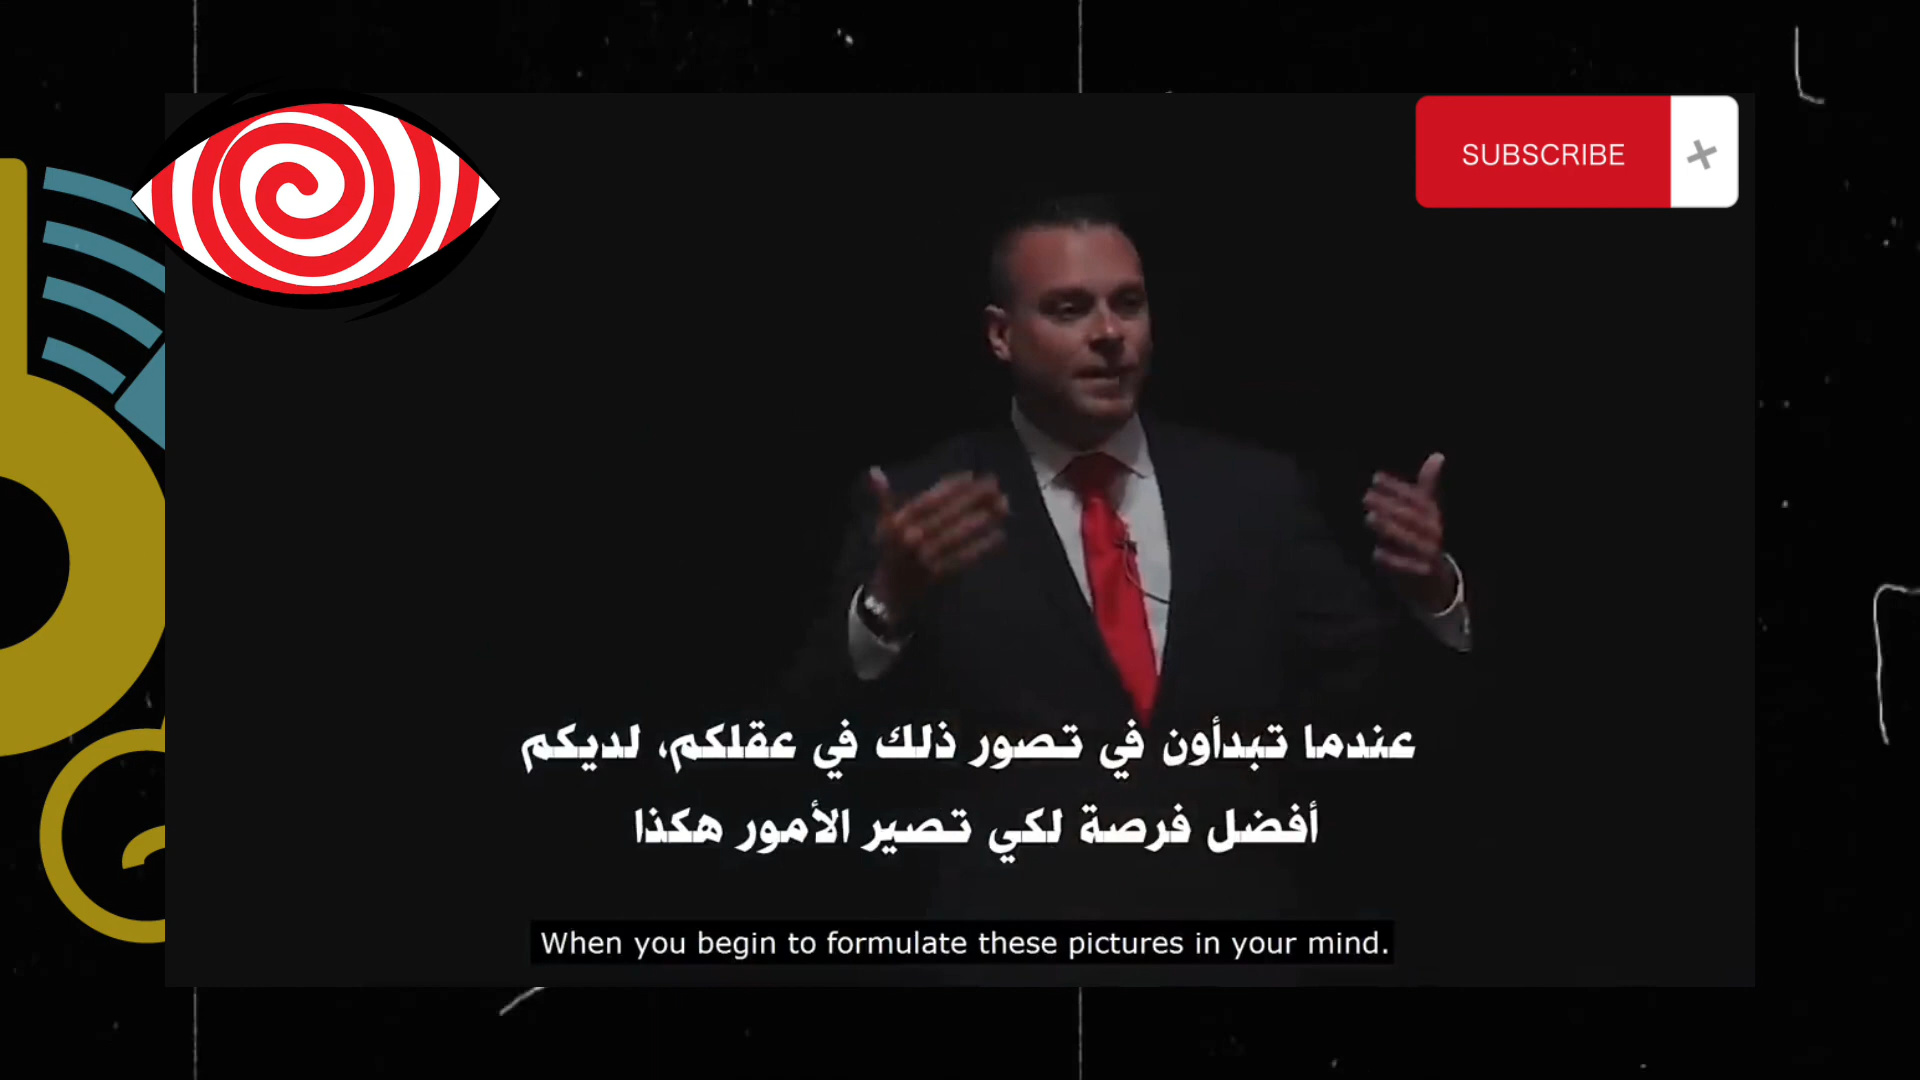 SUBSCRIBE
عندما تبدأون في تصور ذلك في عقلكم، لديكم
أفضل فرصة لكي تصير الأمور هكذا
When you begin to formulate these pictures in your mind.